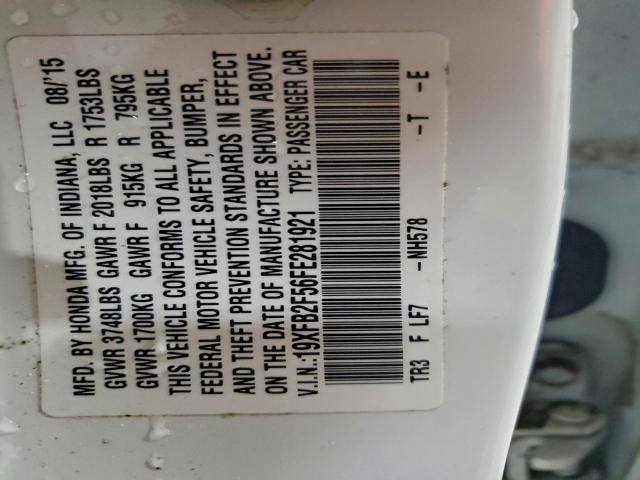 MFD. BY HONDA MFG. OF INDIANA, LLC 08/'15
GVWR 3748LBS GAWR F 2018LBS R 1753LBS
GVWR 1700KG GAWR F 915KG R 795KG
THIS VEHICLE CONFORMS TO ALL APPLICABLE
FEDERAL MOTOR VEHICLE SAFETY, BUMPER,
AND THEFT PREVENTION STANDARDS IN EFFECT
ON THE DATE OF MANUFACTURE SHOWN ABOVE.
V.I.N.:19XFB2F56FE281921 TYPE: PASSENGER CAR
TR3 F LF7 -NH578 -T -E